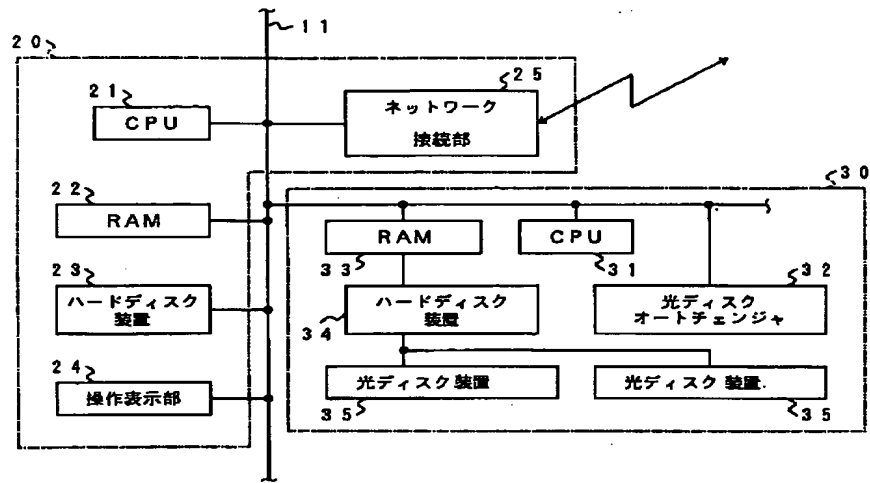 11
20
25
21
ネットワーク
接続部
CPU
30
22
RAM
RAM
CPU
33
31
32
23
ハードディスク
装置
ハードディスク
装置
34
光ディスク
オートチェンジャ
24
操作表示部
光ディスク装置
光ディスク装置.
35
35